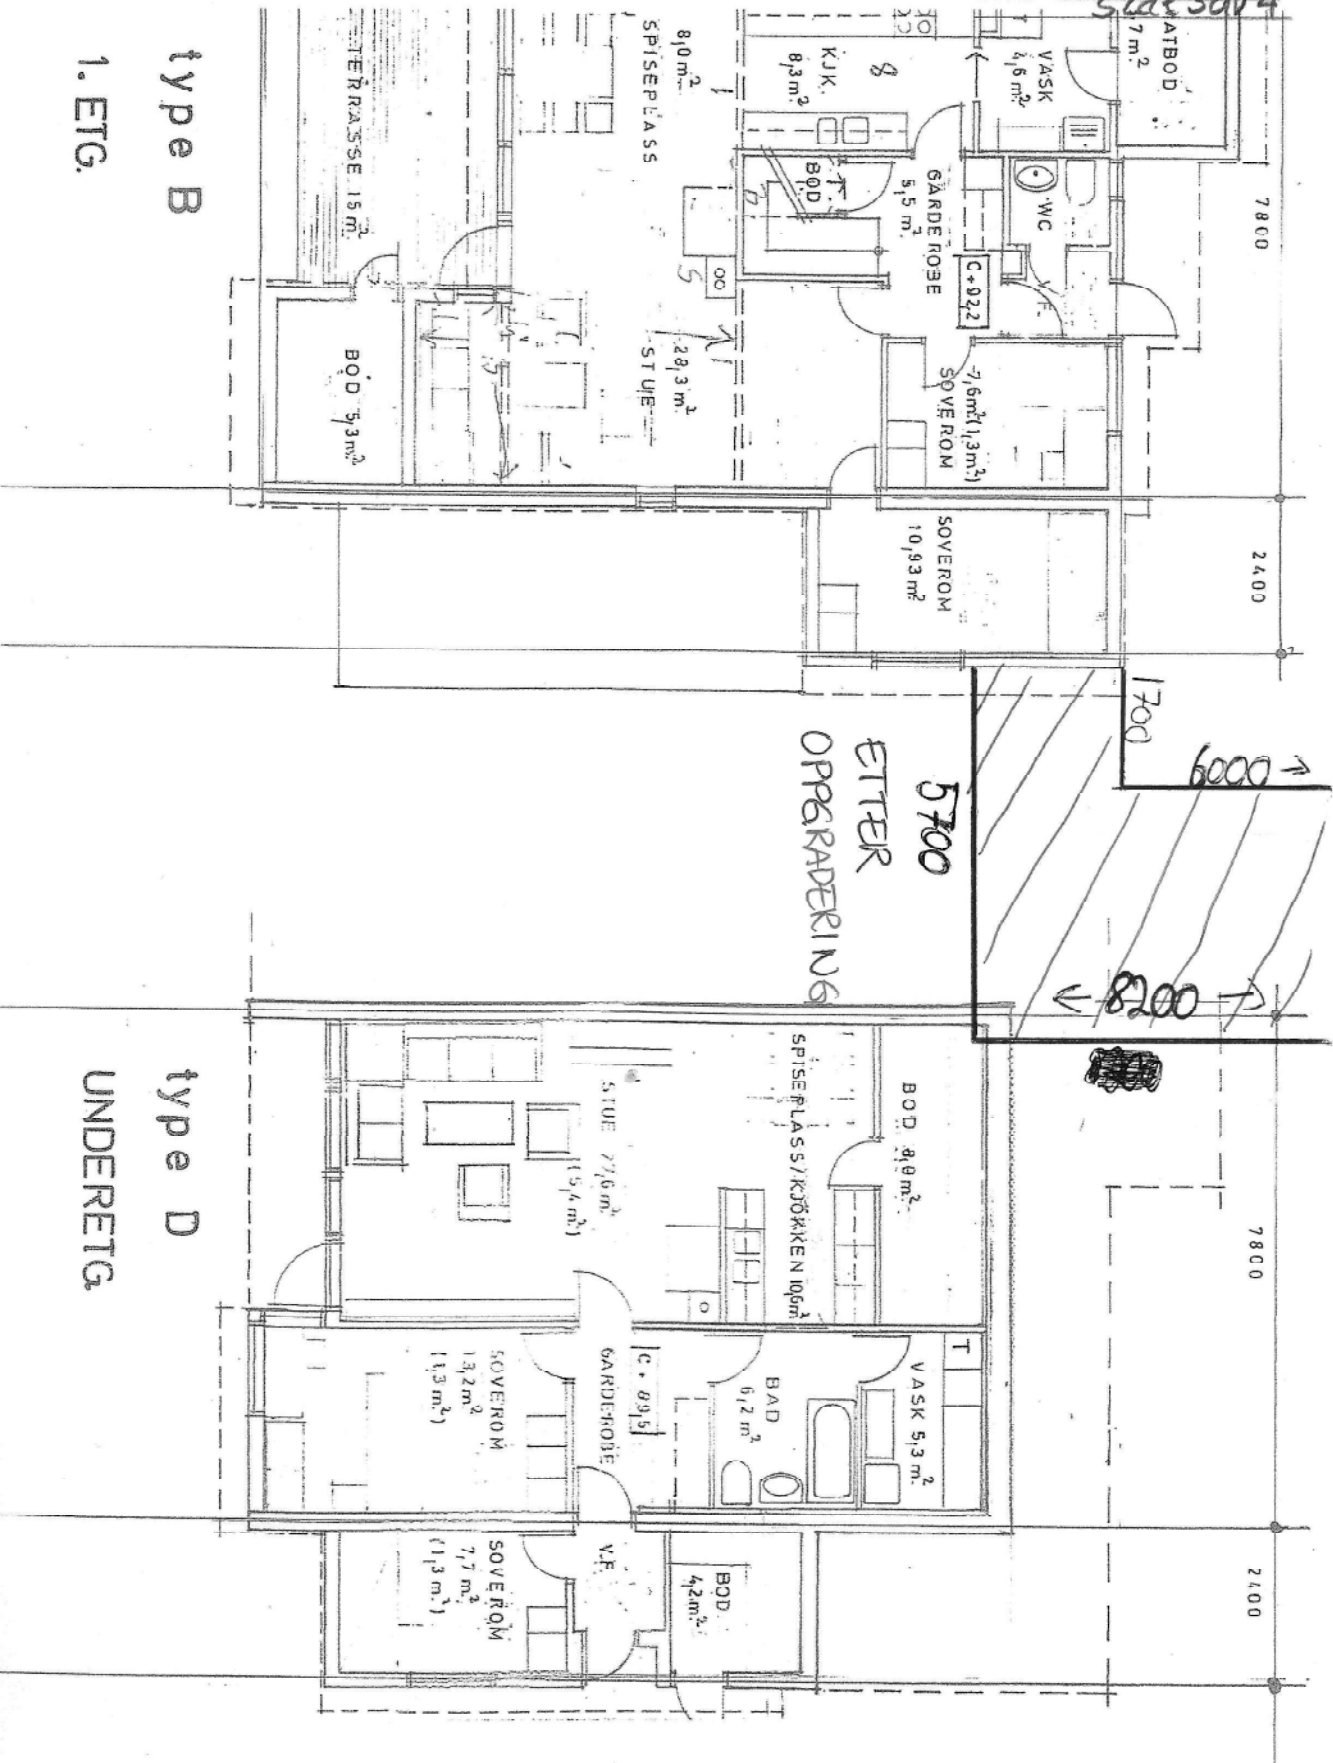 ATBOD
7 m²
VASK
4,6 m²
T
KJK.
8,3 m²
8
8,0 m²
SPISEPLASS
TERRASSE 15 m²
type B
1. ETG.
7800
WC
V.F.
GARDEROBE
5,5 m²
C + 92,2
BOD
S
28,3 m²
STUE
BOD 5,3 m²
7,6 m² (1,3 m²)
SOVEROM
SOVEROM
10,93 m²
2400
1700
6000 →
5700
ETTER
OPPGRADERING
← 8200 →
BOD 8,0 m²
SPISEPLASS/KJÖKKEN 10,6 m²
STUE 27,6 m²
(15,4 m²)
type D
UNDERETG.
7800
T
VASK 5,3 m²
BAD
6,2 m²
C + 89,5
GARDEROBE
SOVEROM
13,2 m²
(1,3 m²)
BOD
4,2 m²
V.F.
SOVEROM
7,7 m²
(1,3 m²)
2400